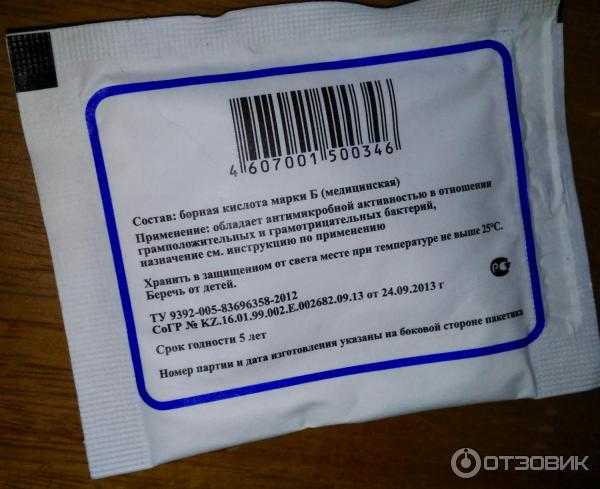 4 607001 500346
Состав: борная кислота марки Б (медицинская)
Применение: обладает антимикробной активностью в отношении
грамположительных и грамотрицательных бактерий,
назначение см. инструкцию по применению
Хранить в защищенном от света месте при температуре не выше 25°С.
Беречь от детей.
ТУ 9392-005-83696358-2012
СоГР № KZ.16.01.99.002.Е.002682.09.13 от 24.09.2013 г
Срок годности 5 лет
Номер партии и дата изготовления указаны на боковой стороне пакетика
ОТЗОВИК